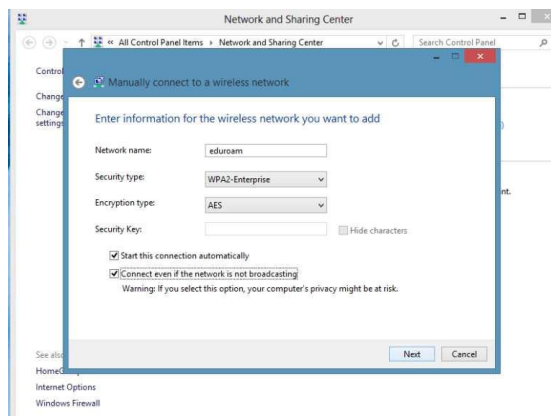 Network and Sharing Center
« All Control Panel Items › Network and Sharing Center
Search Control Panel
Control
Change
Change
settings
Manually connect to a wireless network
Enter information for the wireless network you want to add
Network name: eduroam
Security type: WPA2-Enterprise
Encryption type: AES
Security Key:
Hide characters
Start this connection automatically
Connect even if the network is not broadcasting
Warning: If you select this option, your computer's privacy might be at risk.
nt.
Next Cancel
See also
HomeG
Internet Options
Windows Firewall